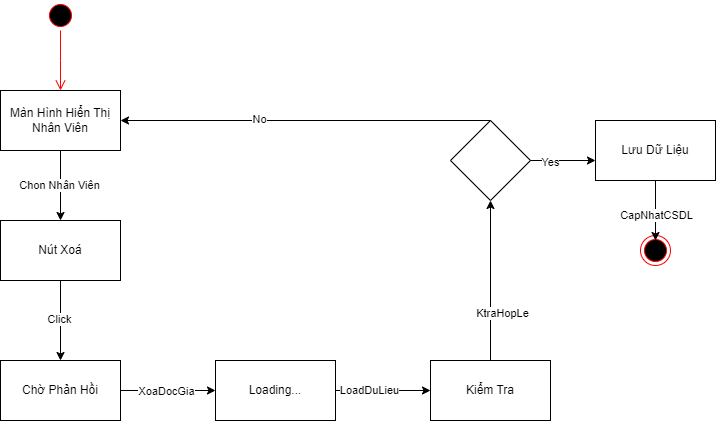 Màn Hình Hiển Thị
Nhân Viên
No
Yes
Lưu Dữ Liệu
Chon Nhân Viên
CapNhatCSDL
Nút Xoá
KtraHopLe
Click
Chờ Phản Hồi
XoaDocGia
Loading...
LoadDuLieu
Kiểm Tra